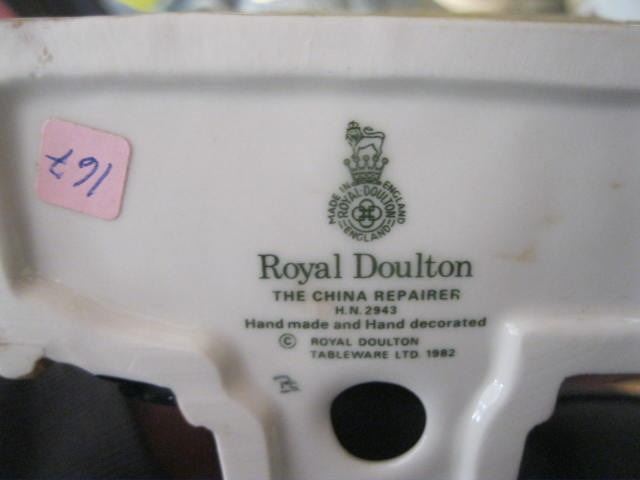 167
MADE IN ENGLAND
ROYAL·DOULTON
ENGLAND
Royal Doulton
THE CHINA REPAIRER
H.N. 2943
Hand made and Hand decorated
© ROYAL DOULTON
TABLEWARE LTD. 1982